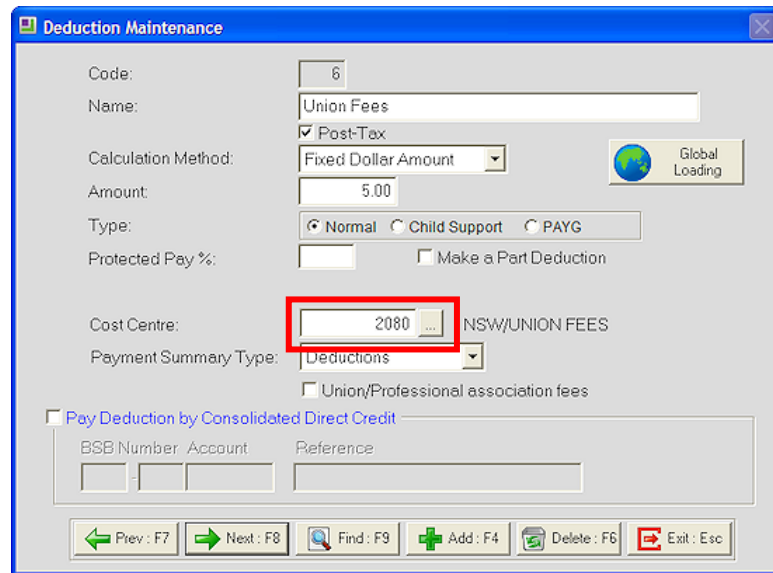 Deduction Maintenance
Code: 6
Name: Union Fees
Post-Tax
Calculation Method: Fixed Dollar Amount
Global
Loading
Amount: 5.00
Type: Normal Child Support PAYG
Protected Pay %: Make a Part Deduction
Cost Centre: 2080 ... NSW/UNION FEES
Payment Summary Type: Deductions
Union/Professional association fees
Pay Deduction by Consolidated Direct Credit
BSB Number Account Reference
-
Prev : F7 Next : F8 Find : F9 Add : F4 Delete : F6 Exit : Esc